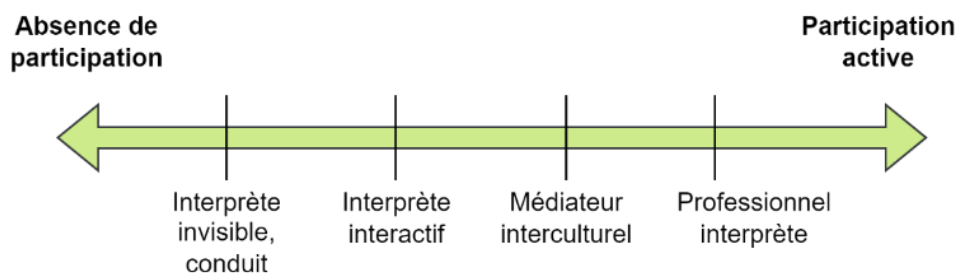 Absence de
participation
Participation
active
Interprète
invisible,
conduit
Interprète
interactif
Médiateur
interculturel
Professionnel
interprète